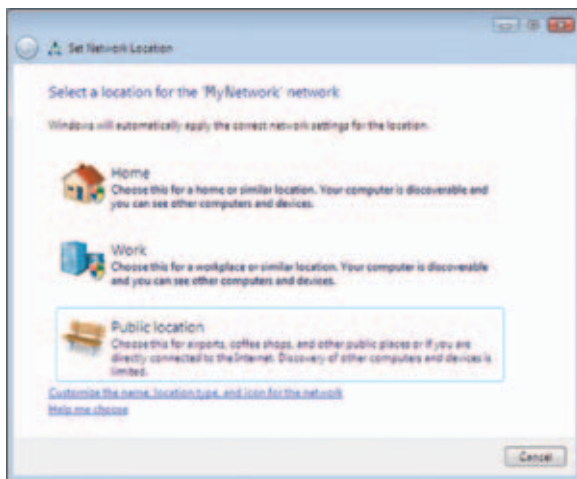 Set Network Location
Select a location for the 'MyNetwork' network
Windows will automatically apply the correct network settings for the location.
Home
Choose this for a home or similar location. Your computer is discoverable and
you can see other computers and devices.
Work
Choose this for a workplace or similar location. Your computer is discoverable
and you can see other computers and devices.
Public location
Choose this for airports, coffee shops, and other public places or if you are
directly connected to the Internet. Discovery of other computers and devices is
limited.
Customize the name, location type, and icon for the network
Help me choose
Cancel